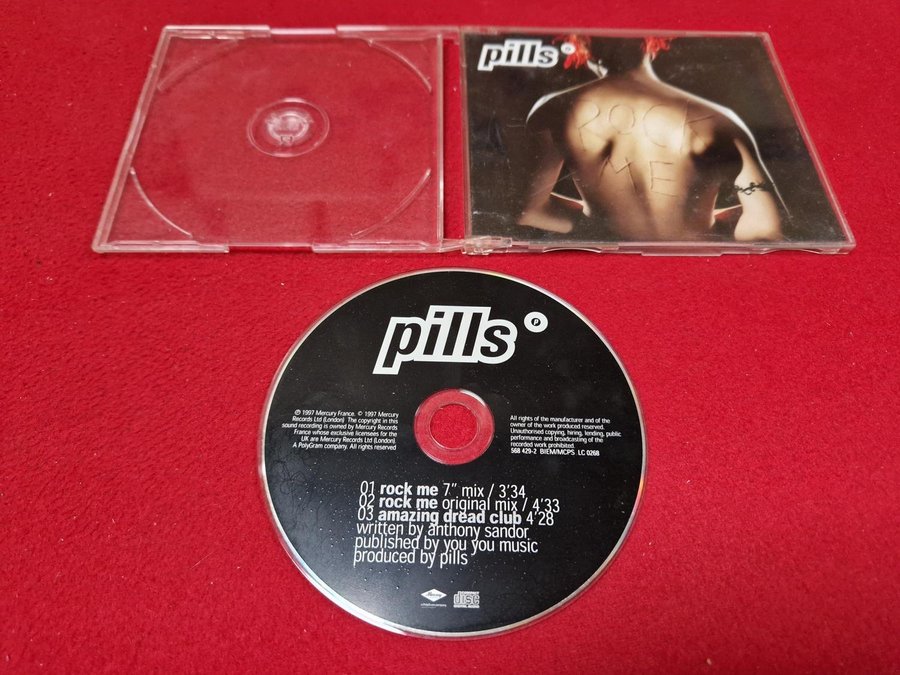 pills
ROCK
ME
pills
℗ 1997 Mercury France. © 1997 Mercury
Records Ltd (London) The copyright in this
sound recording is owned by Mercury Records
France whose exclusive licensees for the
UK are Mercury Records Ltd (London)
A PolyGram company. All rights reserved
All rights of the manufacturer and of the
owner of the work produced reserved.
Unauthorised copying, hiring, lending, public
performance and broadcasting of the
recorded work prohibited.
568 429-2 BIEM/MCPS LC 0268
01 rock me 7" mix / 3'34
02 rock me original mix / 4'33
03 amazing dread club 4'28
written by anthony sandor
published by you you music
produced by pills
COMPACT
disc
DIGITAL AUDIO